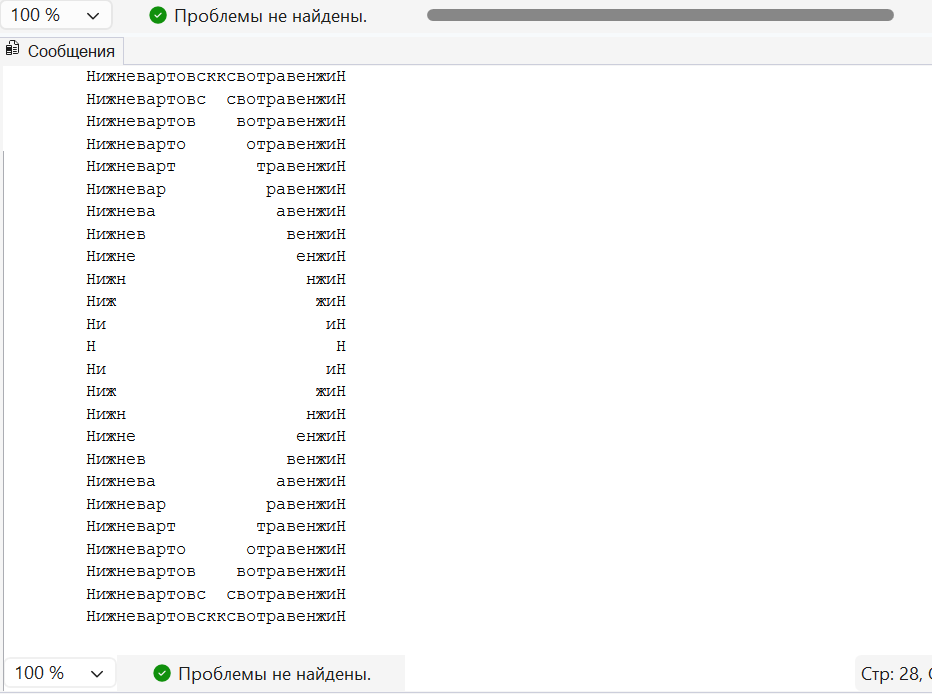 100 % Проблемы не найдены.
Сообщения
НижневартовскксвотравенжиН
Нижневартовс  свотравенжиН
Нижневартов    вотравенжиН
Нижневарто      отравенжиН
Нижневарт        травенжиН
Нижневар          равенжиН
Нижнева            авенжиН
Нижнев              венжиН
Нижне                енжиН
Нижн                  нжиН
Ниж                    жиН
Ни                      иН
Н                        Н
Ни                      иН
Ниж                    жиН
Нижн                  нжиН
Нижне                енжиН
Нижнев              венжиН
Нижнева            авенжиН
Нижневар          равенжиН
Нижневарт        травенжиН
Нижневарто      отравенжиН
Нижневартов    вотравенжиН
Нижневартовс  свотравенжиН
НижневартовскксвотравенжиН
100 % Проблемы не найдены. Стр: 28,